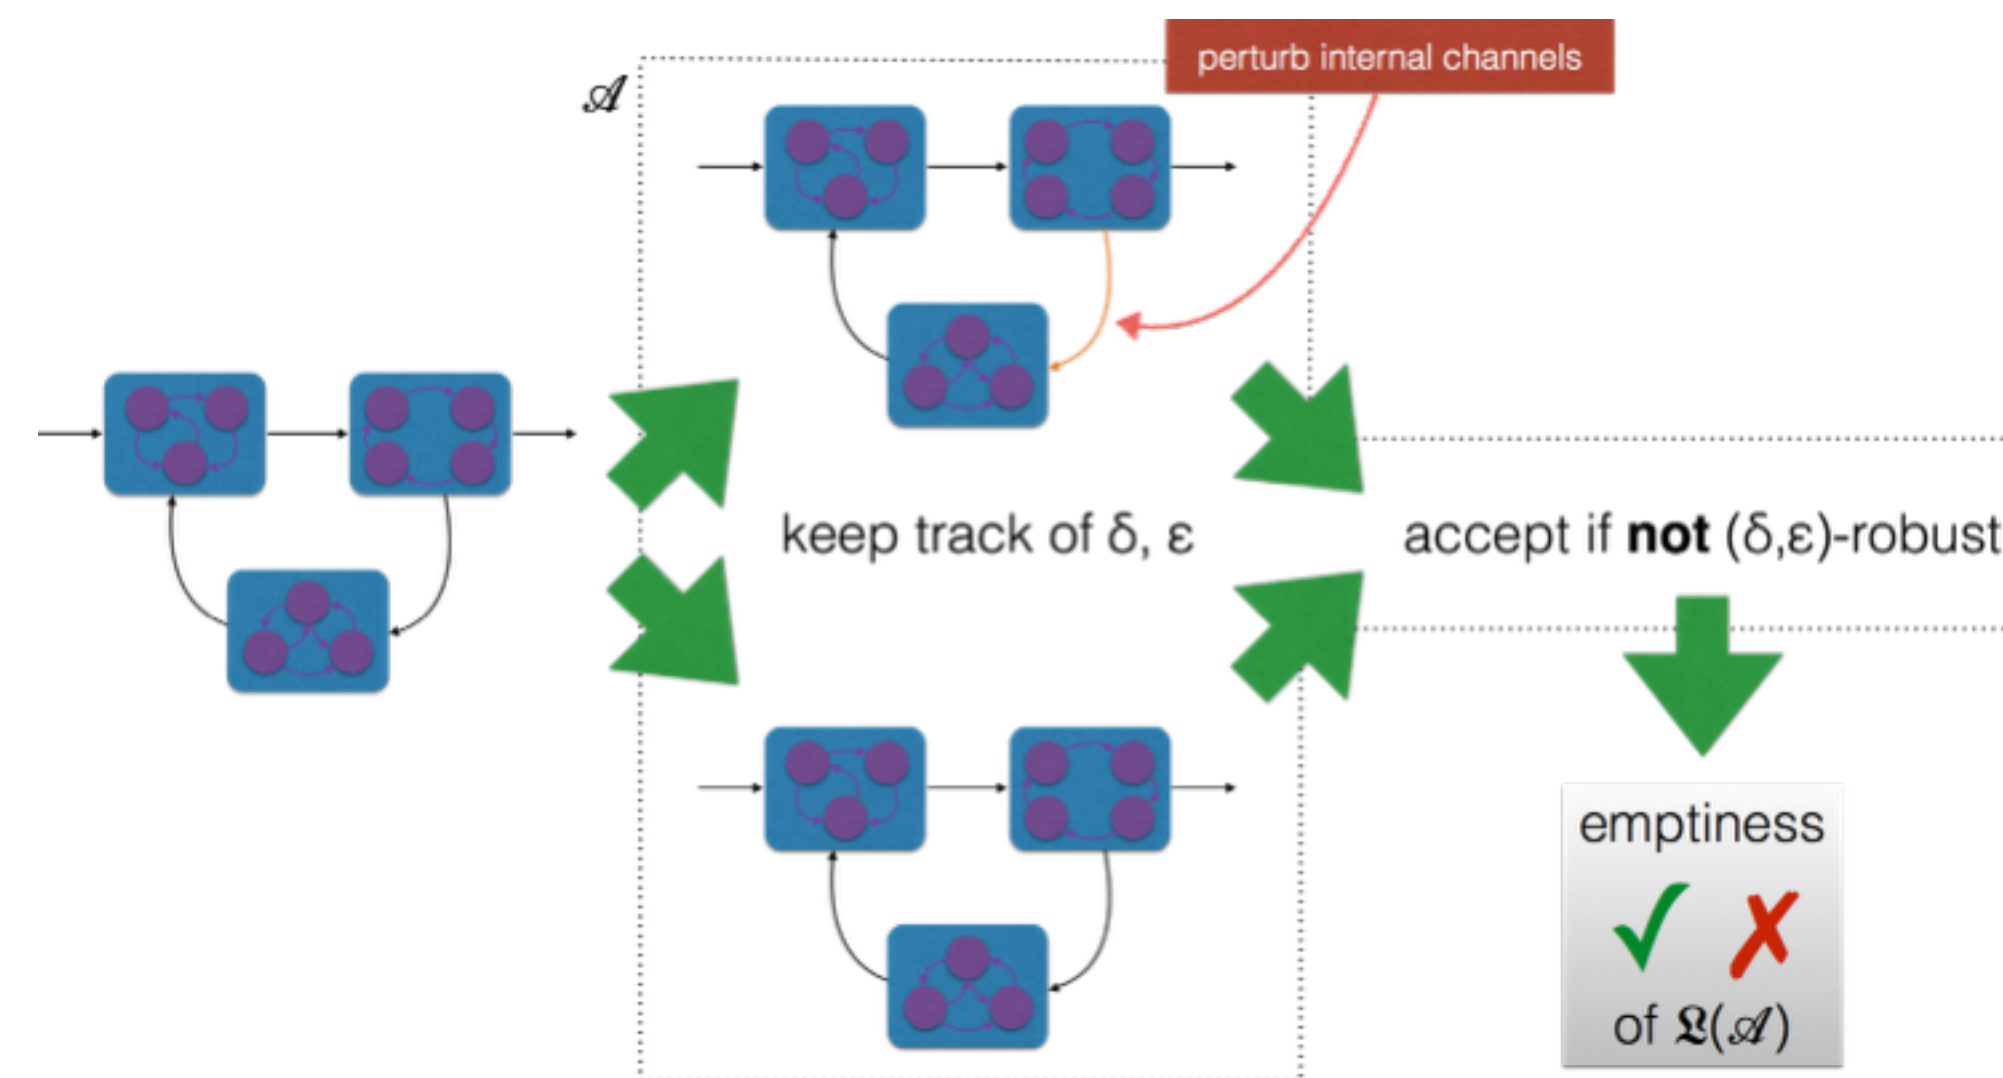 perturb internal channels
𝒜
keep track of δ, ε
accept if not (δ,ε)-robust
emptiness
✓ ✗
of 𝕷(𝒜)